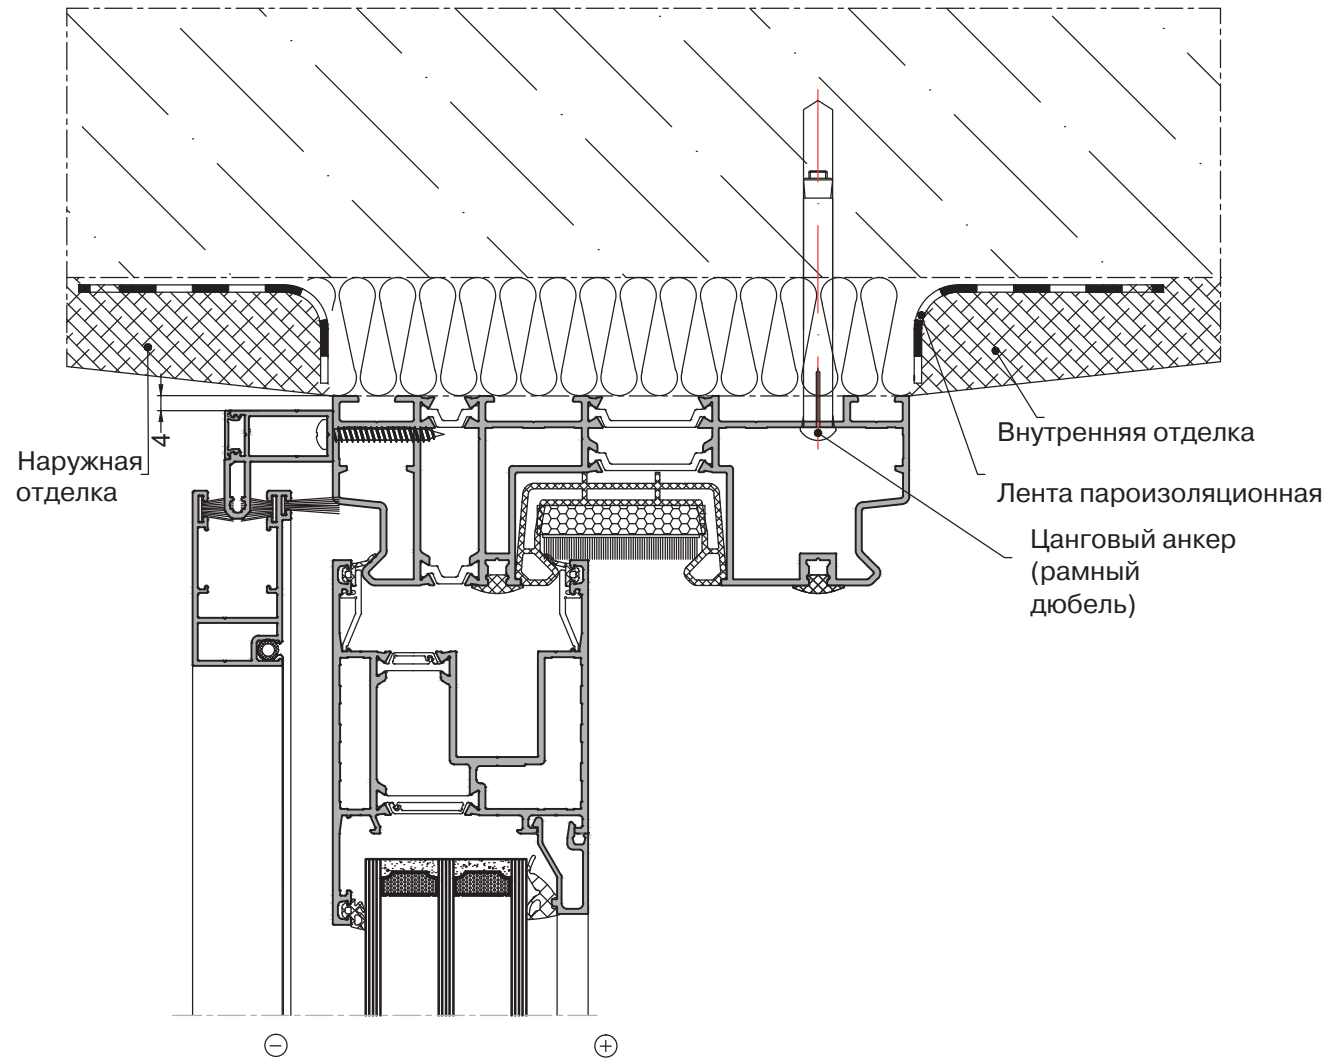 4
Наружная
отделка
Внутренняя отделка
Лента пароизоляционная
Цанговый анкер
(рамный
дюбель)
− +